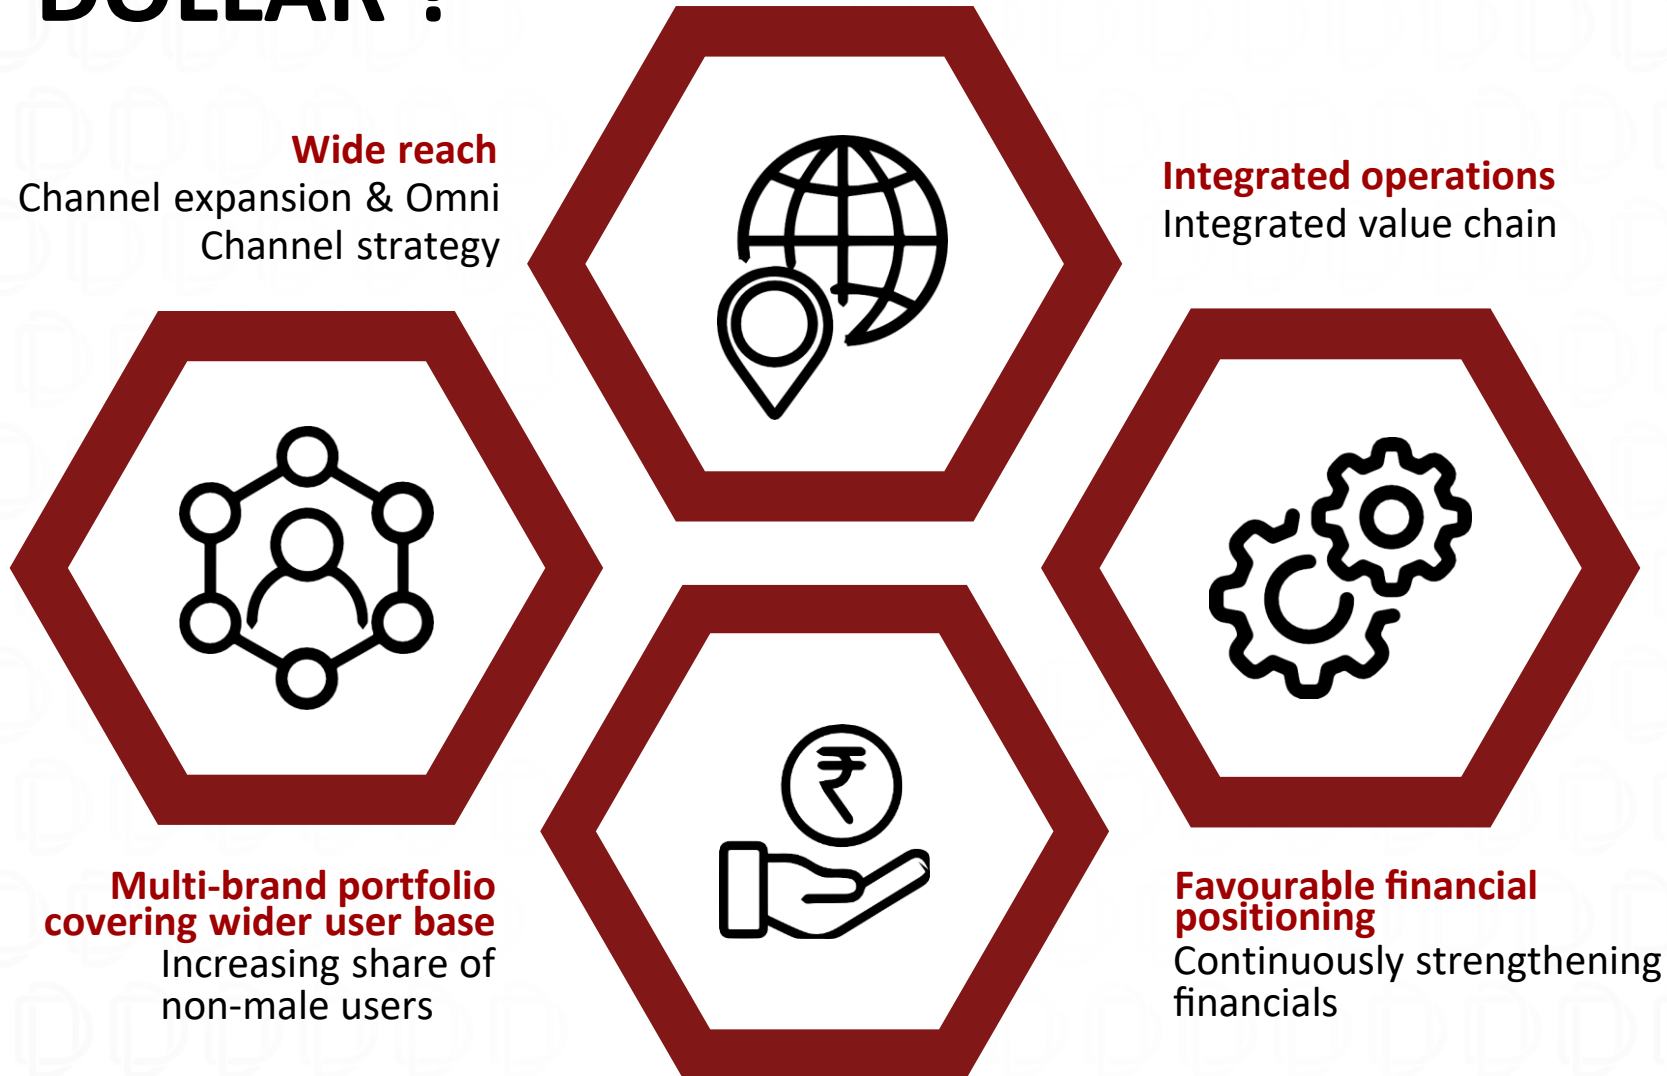 DOLLAR ?
Wide reach
Channel expansion & Omni
Channel strategy
Integrated operations
Integrated value chain
₹
Multi-brand portfolio
covering wider user base
Increasing share of
non-male users
Favourable financial
positioning
Continuously strengthening
financials